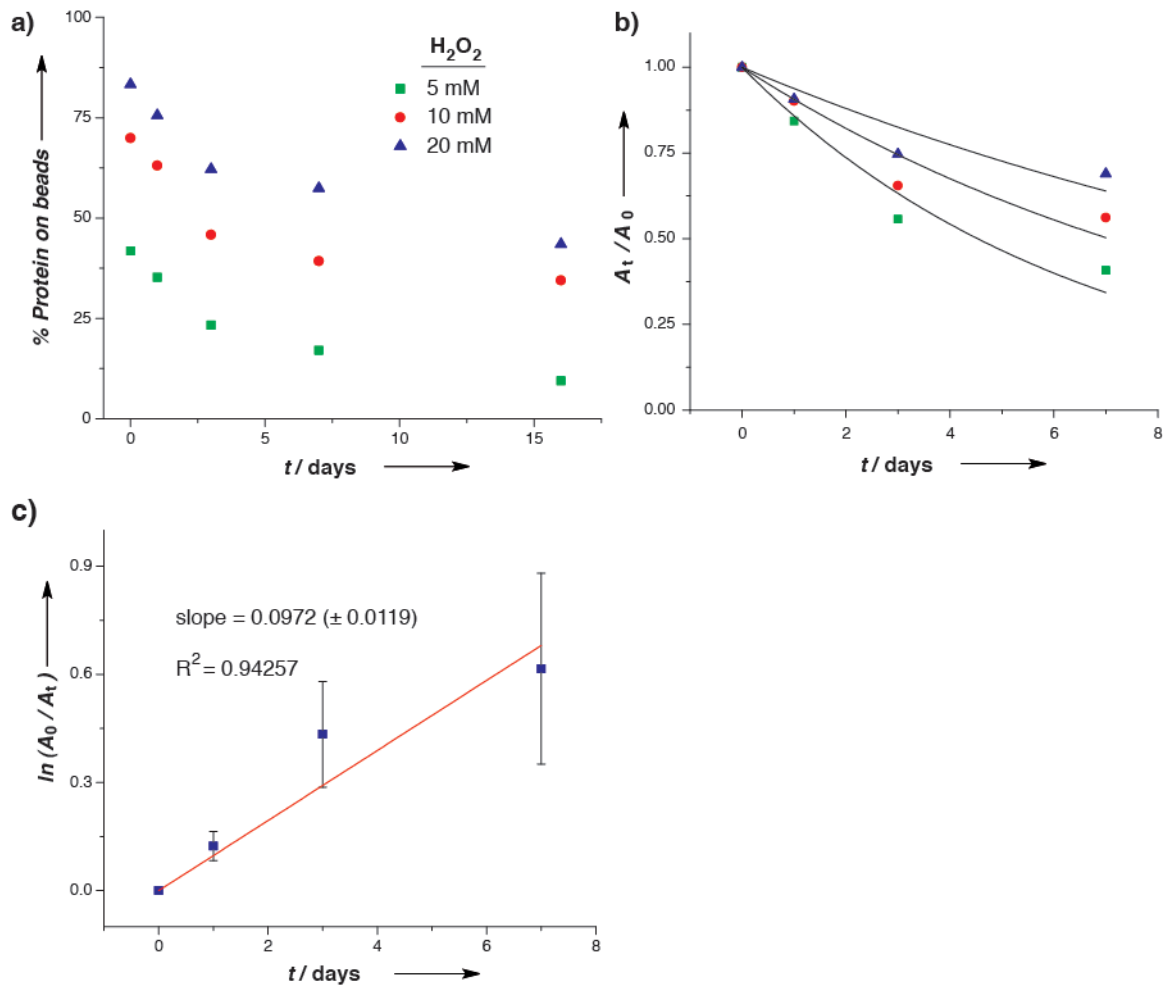 a)
% Protein on beads
100
75
50
25
0
H₂O₂
5 mM
10 mM
20 mM
0 5 10 15
t / days
b)
At / A0
1.00
0.75
0.50
0.25
0.00
0 2 4 6 8
t / days
c)
ln (A0 / At)
0.9
0.6
0.3
0.0
slope = 0.0972 (± 0.0119)
R² = 0.94257
0 2 4 6 8
t / days